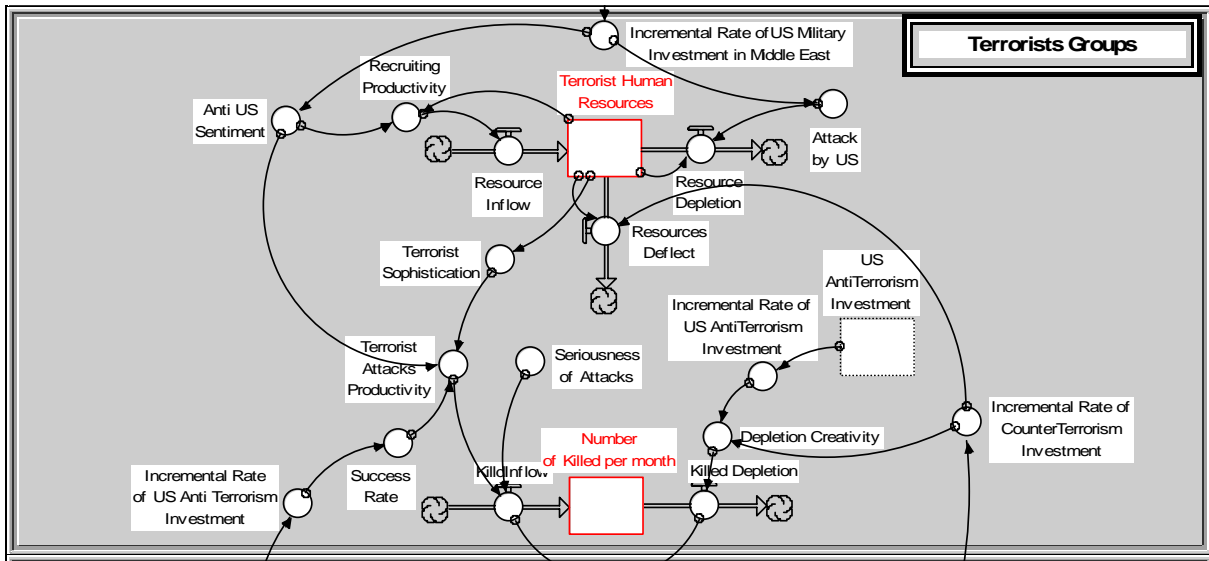 Terrorists Groups
Incremental Rate of US Military
Investment in Middle East
Recruiting
Productivity
Terrorist Human
Resources
Anti US
Sentiment
Attack
by US
Resource
Inflow
Resource
Depletion
Resources
Deflect
Terrorist
Sophistication
US
AntiTerrorism
Investment
Incremental Rate of
US AntiTerrorism
Investment
Terrorist
Attacks
Productivity
Seriousness
of Attacks
Incremental Rate of
CounterTerrorism
Investment
Depletion Creativity
Number
of Killed per month
Success
Rate
Incremental Rate
of US Anti Terrorism
Investment
KilldInflow
Killed Depletion